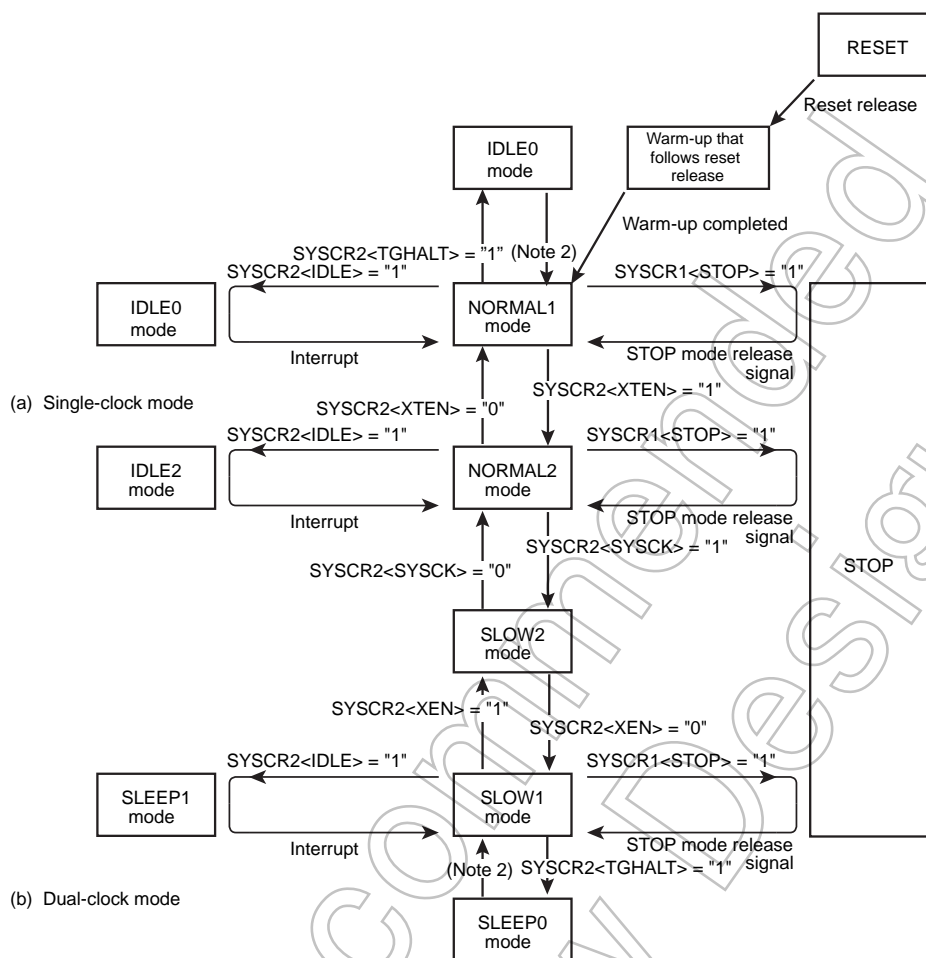 RESET
Reset release
IDLE0
mode
Warm-up that
follows reset
release
Warm-up completed
SYSCR2<TGHALT> = "1"
(Note 2)
SYSCR2<IDLE> = "1"
SYSCR1<STOP> = "1"
IDLE0
mode
NORMAL1
mode
Interrupt
STOP mode release
signal
SYSCR2<XTEN> = "1"
(a) Single-clock mode
SYSCR2<XTEN> = "0"
SYSCR2<IDLE> = "1"
SYSCR1<STOP> = "1"
IDLE2
mode
NORMAL2
mode
Interrupt
STOP mode release
signal
SYSCR2<SYSCK> = "1"
STOP
SYSCR2<SYSCK> = "0"
SLOW2
mode
SYSCR2<XEN> = "1"
SYSCR2<XEN> = "0"
SYSCR2<IDLE> = "1"
SYSCR1<STOP> = "1"
SLEEP1
mode
SLOW1
mode
Interrupt
STOP mode release
signal
(Note 2)
SYSCR2<TGHALT> = "1"
(b) Dual-clock mode
SLEEP0
mode
commended
Desig